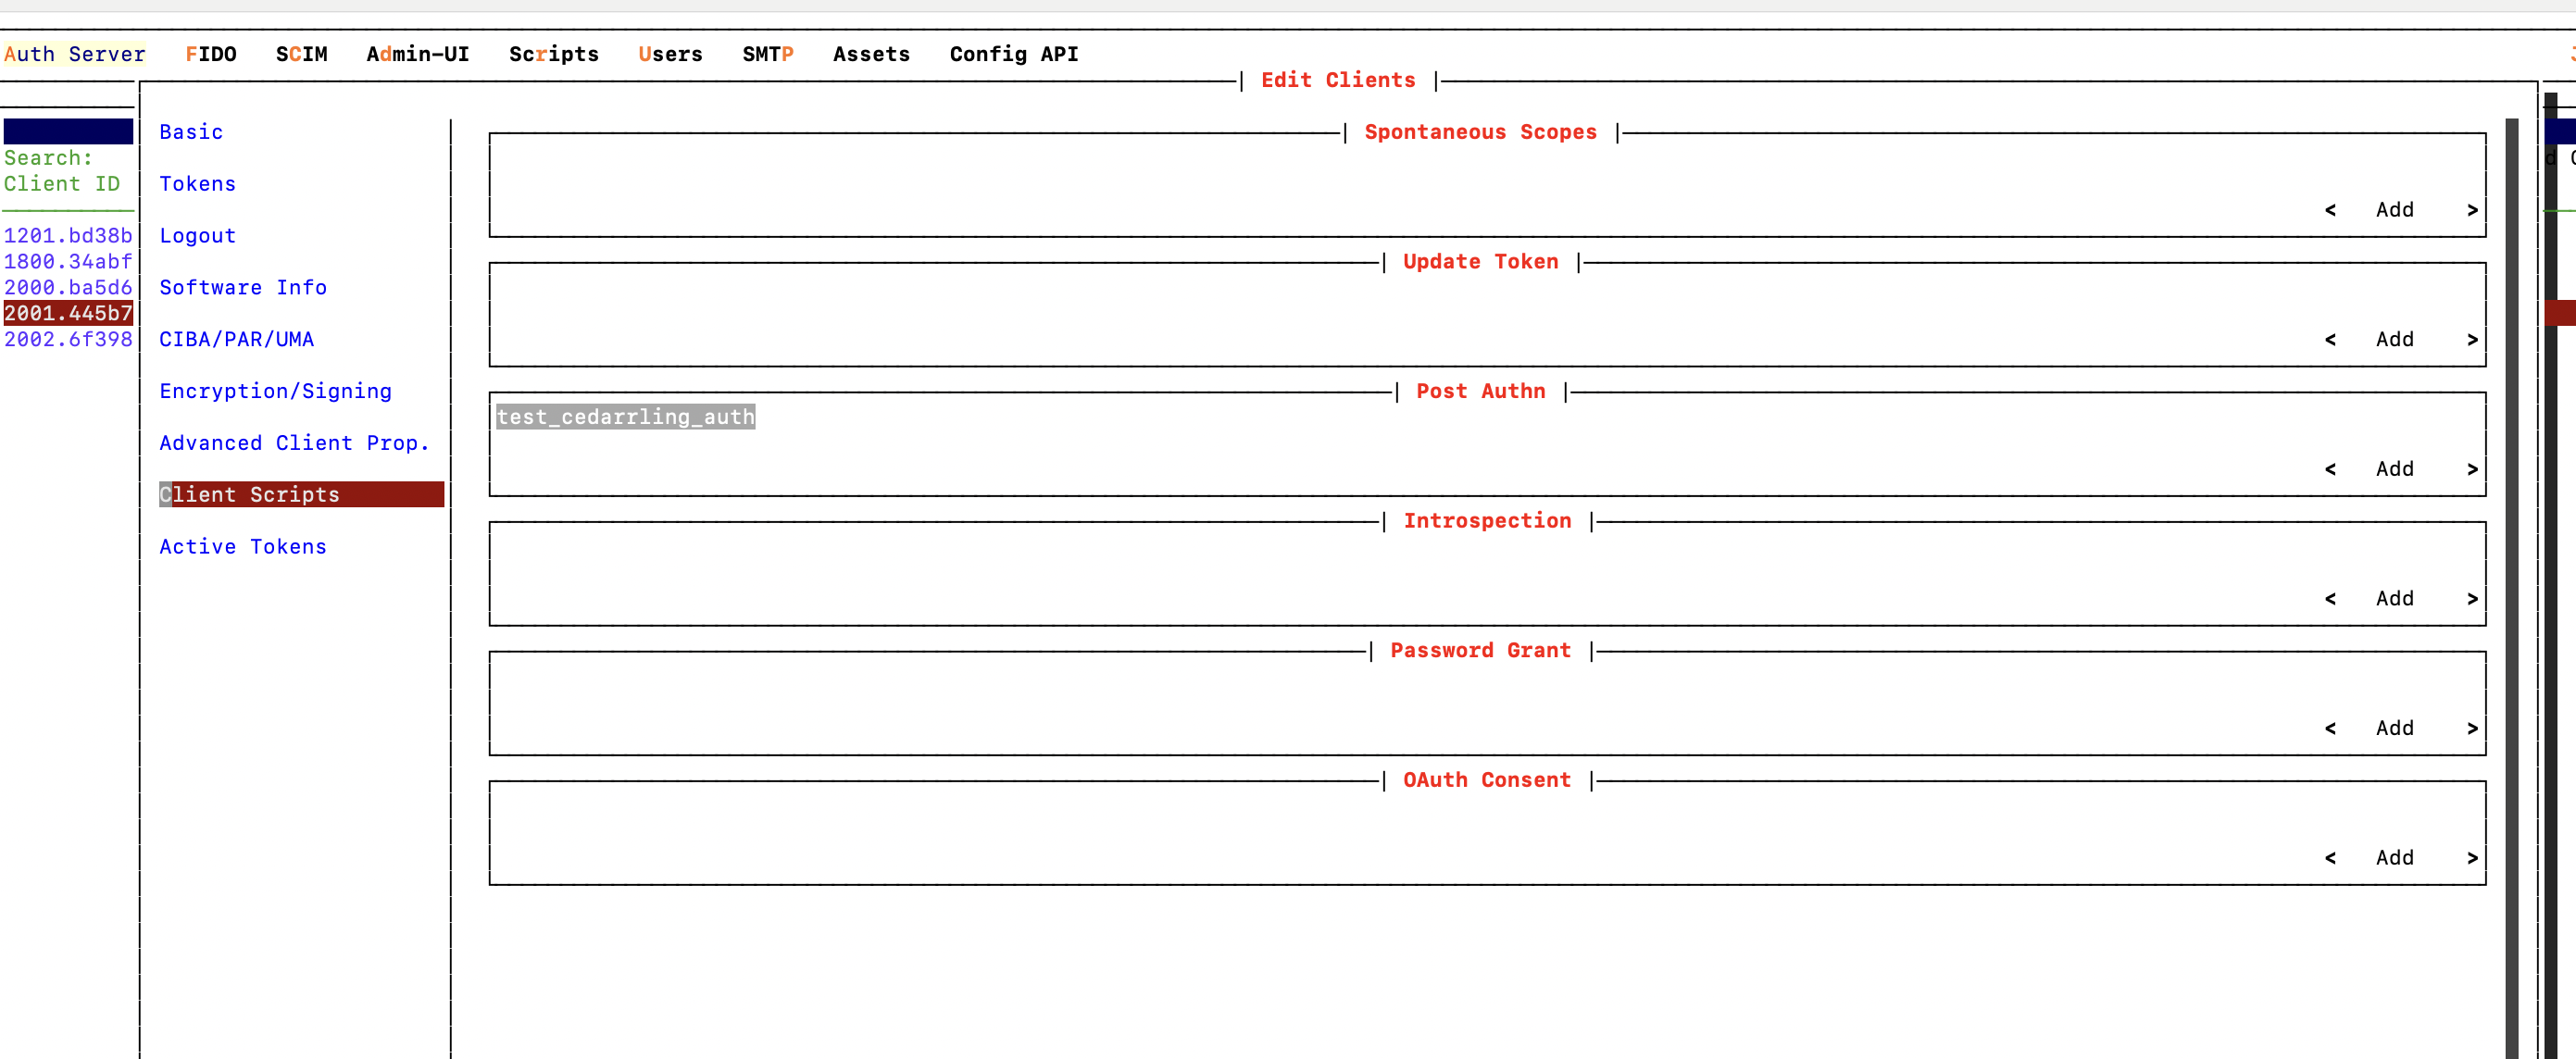 Auth Server FIDO SCIM Admin-UI Scripts Users SMTP Assets Config API
Edit Clients
Search:
Client ID
1201.bd38b
1800.34abf
2000.ba5d6
2001.445b7
2002.6f398
Basic
Tokens
Logout
Software Info
CIBA/PAR/UMA
Encryption/Signing
Advanced Client Prop.
Client Scripts
Active Tokens
Spontaneous Scopes
< Add >
Update Token
< Add >
Post Authn
test_cedarrling_auth
< Add >
Introspection
< Add >
Password Grant
< Add >
OAuth Consent
< Add >